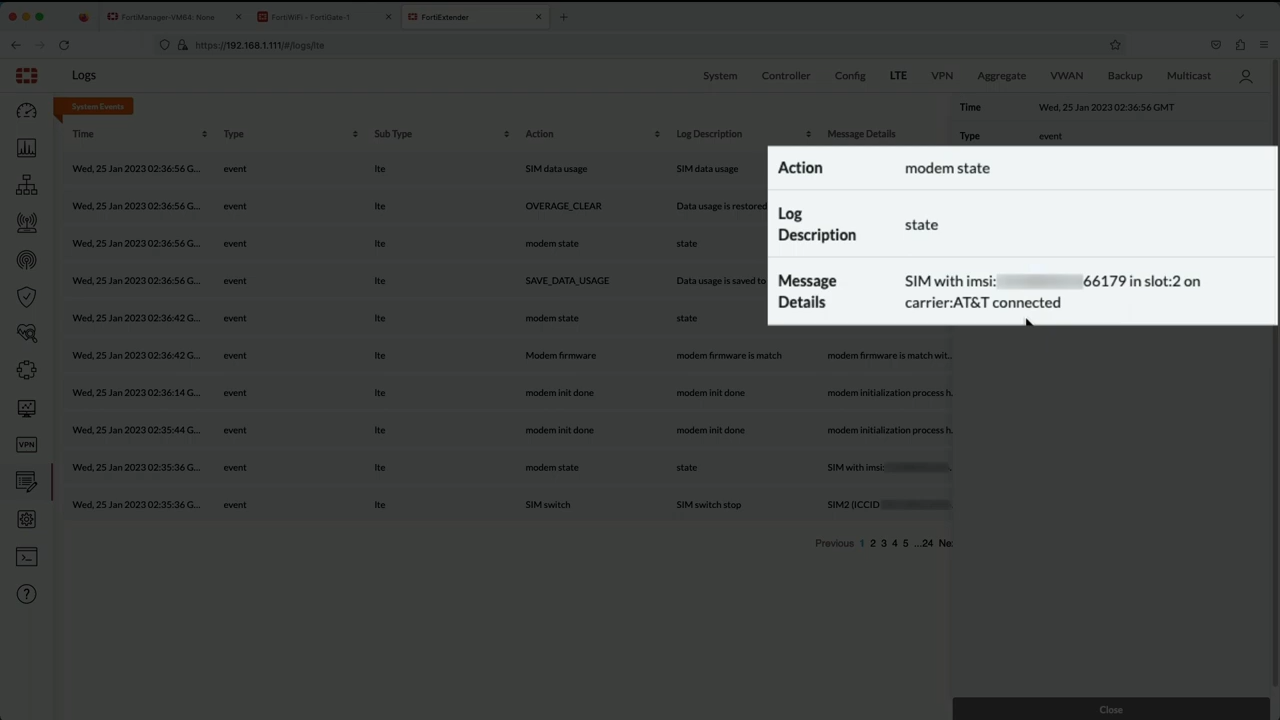 FortiManager-VM64: None
FortiWiFi - FortiGate-1
FortiExtender
https://192.168.1.111/#/logs/lte
Logs
System Controller Config LTE VPN Aggregate VWAN Backup Multicast
System Events
Time Type Sub Type Action Log Description Message Details
Wed, 25 Jan 2023 02:36:56 G... event lte SIM data usage SIM data usage
Wed, 25 Jan 2023 02:36:56 G... event lte OVERAGE_CLEAR Data usage is restored
Wed, 25 Jan 2023 02:36:56 G... event lte modem state state
Wed, 25 Jan 2023 02:36:56 G... event lte SAVE_DATA_USAGE Data usage is saved to
Wed, 25 Jan 2023 02:36:42 G... event lte modem state state
Wed, 25 Jan 2023 02:36:42 G... event lte Modem firmware modem firmware is match modem firmware is match wit...
Wed, 25 Jan 2023 02:36:14 G... event lte modem init done modem init done modem initialization process h.
Wed, 25 Jan 2023 02:35:44 G... event lte modem init done modem init done modem initialization process h.
Wed, 25 Jan 2023 02:35:36 G... event lte modem state state SIM with imsi:
Wed, 25 Jan 2023 02:35:36 G... event lte SIM switch SIM switch stop SIM2 (ICCID
Previous 1 2 3 4 5 ...24 Ne
VPN
Time Wed, 25 Jan 2023 02:36:56 GMT
Type event
Action modem state
Log
Description state
Message
Details
SIM with imsi: 66179 in slot:2 on
carrier:AT&T connected
Close